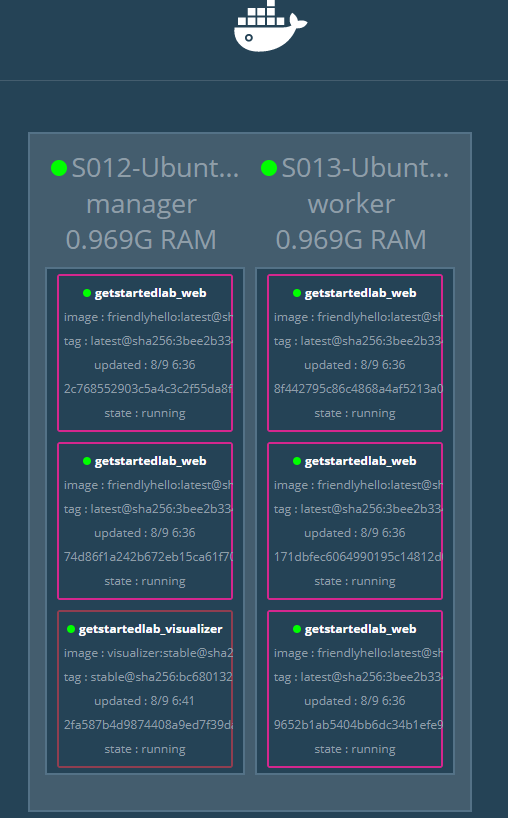 S012-Ubunt...
manager
0.969G RAM
getstartedlab_web
image : friendlyhello:latest@sh
tag : latest@sha256:3bee2b33
updated : 8/9 6:36
2c768552903c5a4c3c2f55da8f
state : running
getstartedlab_web
image : friendlyhello:latest@sh
tag : latest@sha256:3bee2b33
updated : 8/9 6:36
74d86f1a242b672eb15ca61f70
state : running
getstartedlab_visualizer
image : visualizer:stable@sha2
tag : stable@sha256:bc680132
updated : 8/9 6:41
2fa587b4d9874408a9ed7f39d
state : running
S013-Ubunt...
worker
0.969G RAM
getstartedlab_web
image : friendlyhello:latest@sh
tag : latest@sha256:3bee2b33
updated : 8/9 6:36
8f442795c86c4868a4af5213a0
state : running
getstartedlab_web
image : friendlyhello:latest@sh
tag : latest@sha256:3bee2b33
updated : 8/9 6:36
171dbfec6064990195c14812d
state : running
getstartedlab_web
image : friendlyhello:latest@sh
tag : latest@sha256:3bee2b33
updated : 8/9 6:36
9652b1ab5404bb6dc34b1efe9
state : running